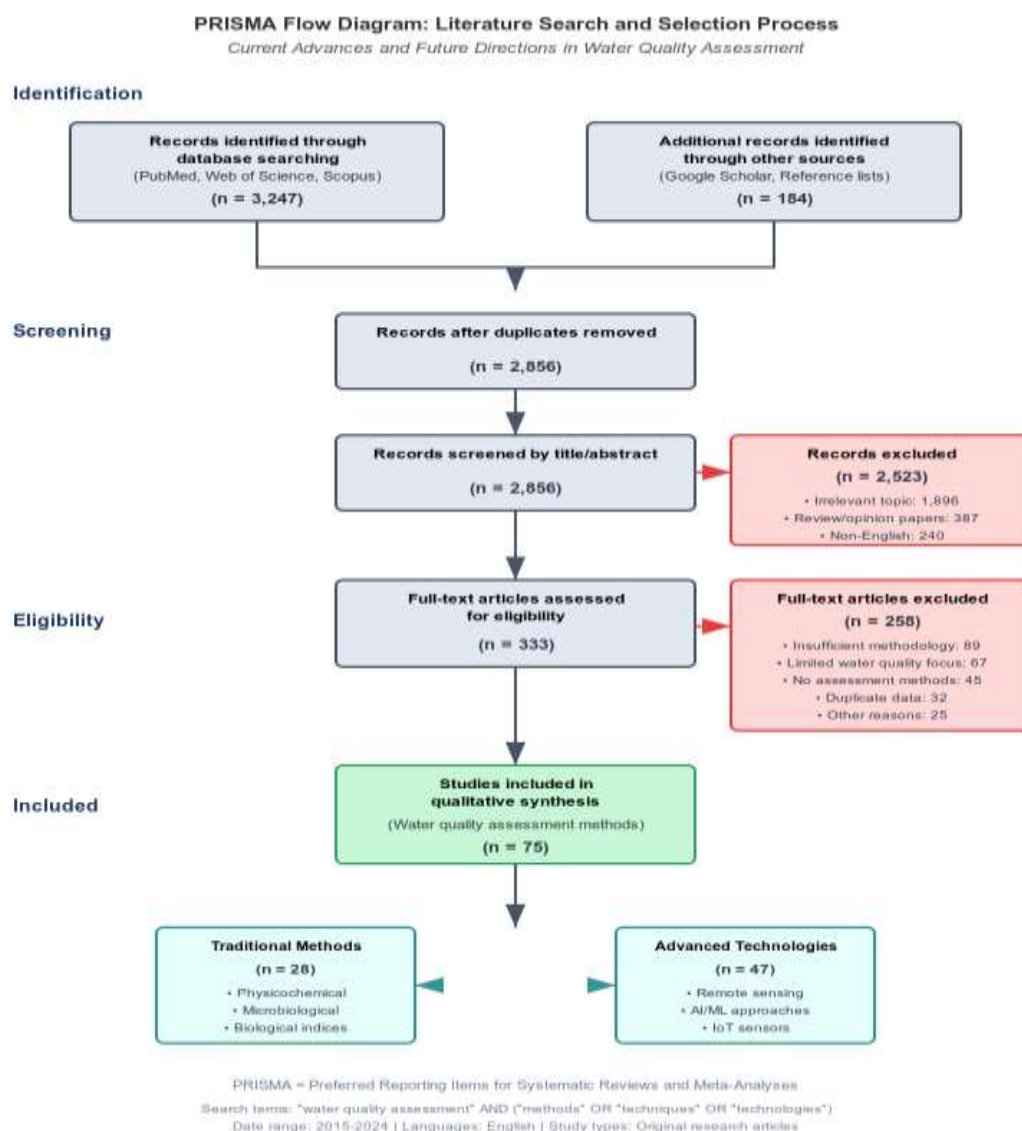 PRISMA Flow Diagram: Literature Search and Selection Process
Current Advances and Future Directions in Water Quality Assessment
Identification
Records identified through
database searching
(PubMed, Web of Science, Scopus)
(n = 3,247)
Additional records identified
through other sources
(Google Scholar, Reference lists)
(n = 184)
Screening
Records after duplicates removed
(n = 2,856)
Records screened by title/abstract
(n = 2,856)
Records excluded
(n = 2,523)
• Irrelevant topic: 1,896
• Review/opinion papers: 387
• Non-English: 240
Eligibility
Full-text articles assessed
for eligibility
(n = 333)
Full-text articles excluded
(n = 258)
• Insufficient methodology: 89
• Limited water quality focus: 67
• No assessment methods: 45
• Duplicate data: 32
• Other reasons: 25
Included
Studies included in
qualitative synthesis
(Water quality assessment methods)
(n = 75)
Traditional Methods
(n = 28)
• Physicochemical
• Microbiological
• Biological indices
Advanced Technologies
(n = 47)
• Remote sensing
• AI/ML approaches
• IoT sensors
PRISMA = Preferred Reporting Items for Systematic Reviews and Meta-Analyses
Search terms: "water quality assessment" AND ("methods" OR "techniques" OR "technologies")
Date range: 2015-2024 | Languages: English | Study types: Original research articles